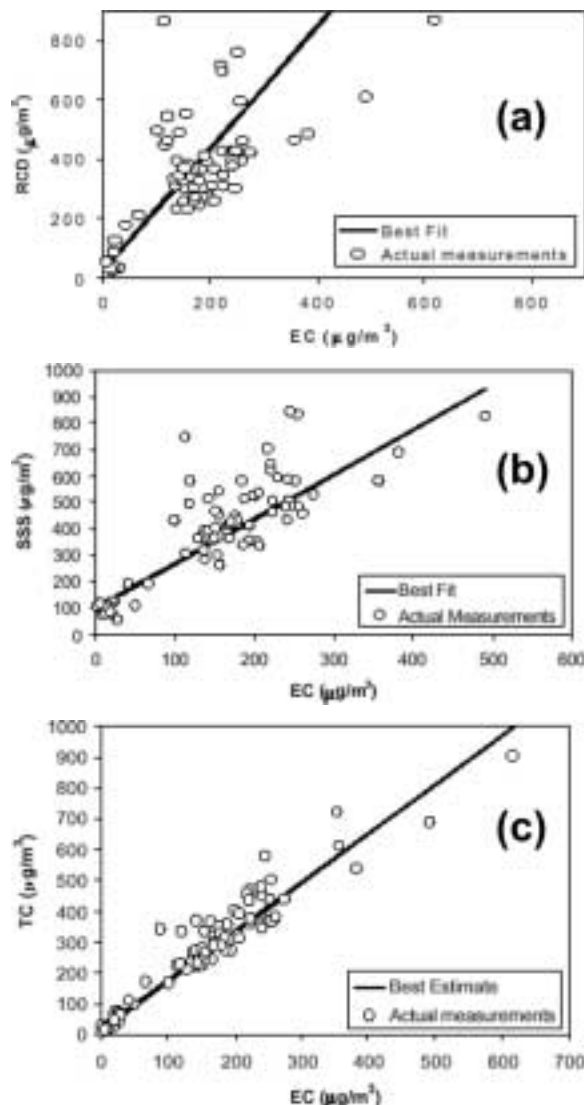 800
600
400
200
0
RCD (µg/m³)
(a)
Best Fit
Actual measurements
200 400 600 800
EC (µg/m³)
1000
900
800
700
600
500
400
300
200
100
0
SSS (µg/m³)
(b)
Best Fit
Actual Measurements
0 100 200 300 400 500 600
EC (µg/m³)
1000
900
800
700
600
500
400
300
200
100
0
TC (µg/m³)
(c)
Best Estimate
Actual measurements
0 100 200 300 400 500 600 700
EC (µg/m³)